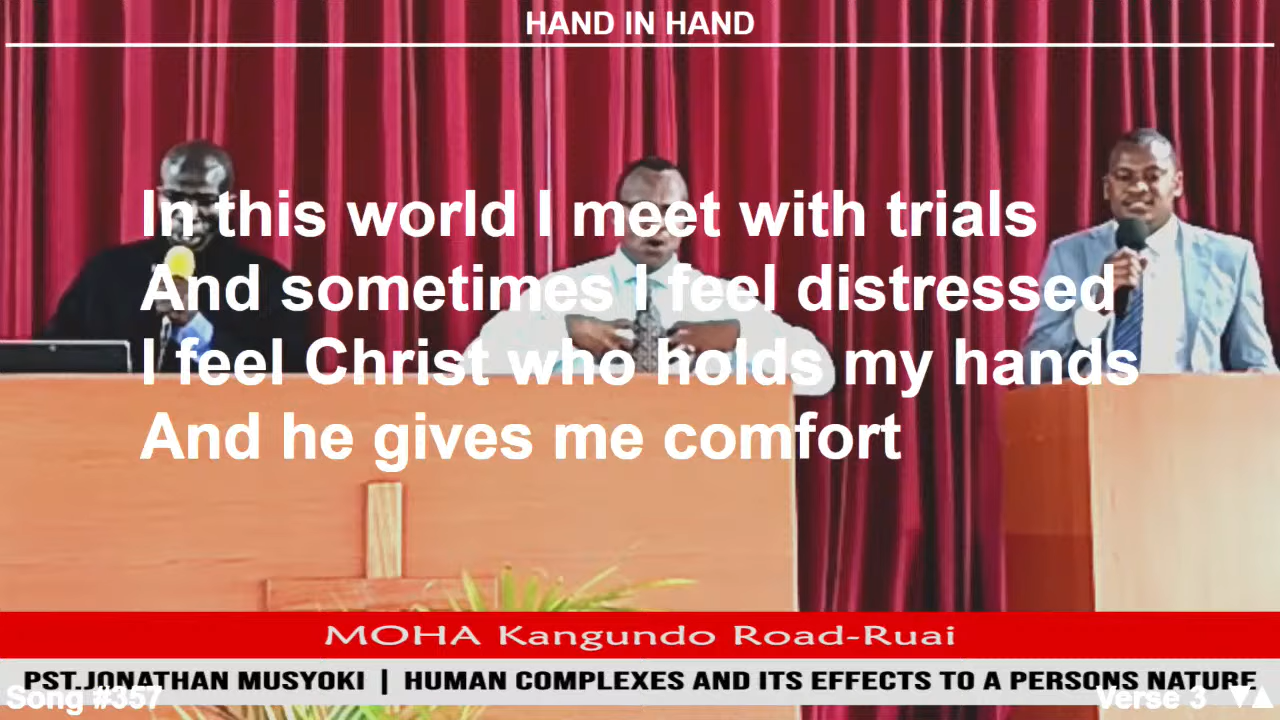 HAND IN HAND
In this world I meet with trials
And sometimes I feel distressed
I feel Christ who holds my hands
And he gives me comfort
MOHA Kangundo Road-Ruai
PST.JONATHAN MUSYOKI | HUMAN COMPLEXES AND ITS EFFECTS TO A PERSONS NATURE
Song #357
Verse 3